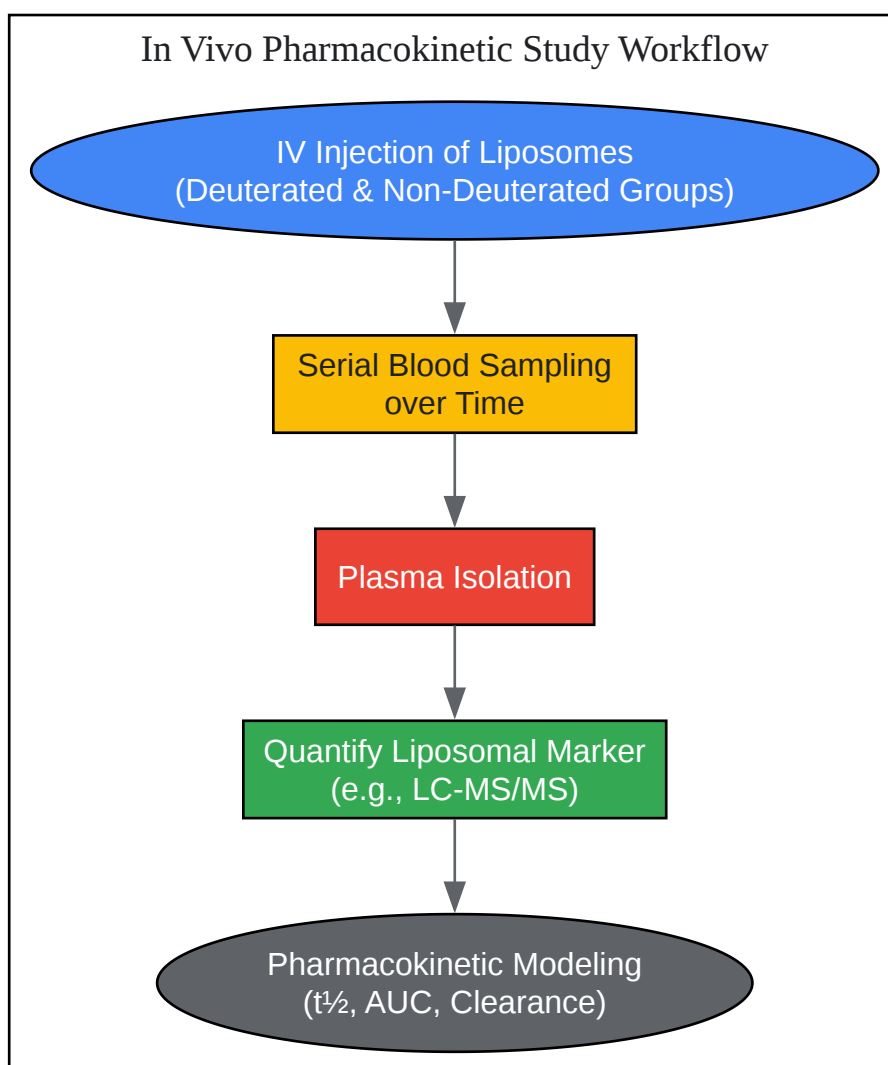 In Vivo Pharmacokinetic Study Workflow
IV Injection of Liposomes
(Deuterated & Non-Deuterated Groups)
Serial Blood Sampling
over Time
Plasma Isolation
Quantify Liposomal Marker
(e.g., LC-MS/MS)
Pharmacokinetic Modeling
(t½, AUC, Clearance)